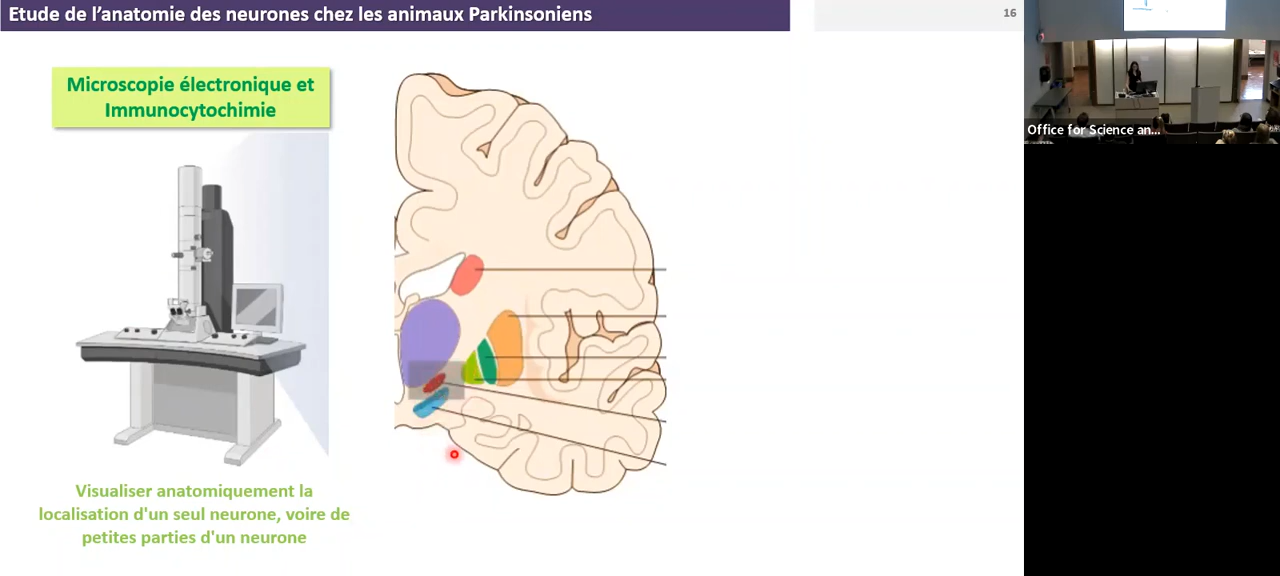 Etude de l’anatomie des neurones chez les animaux Parkinsoniens
16
Microscopie électronique et
Immunocytochimie
Visualiser anatomiquement la
localisation d'un seul neurone, voire de
petites parties d'un neurone
Office for Science an...